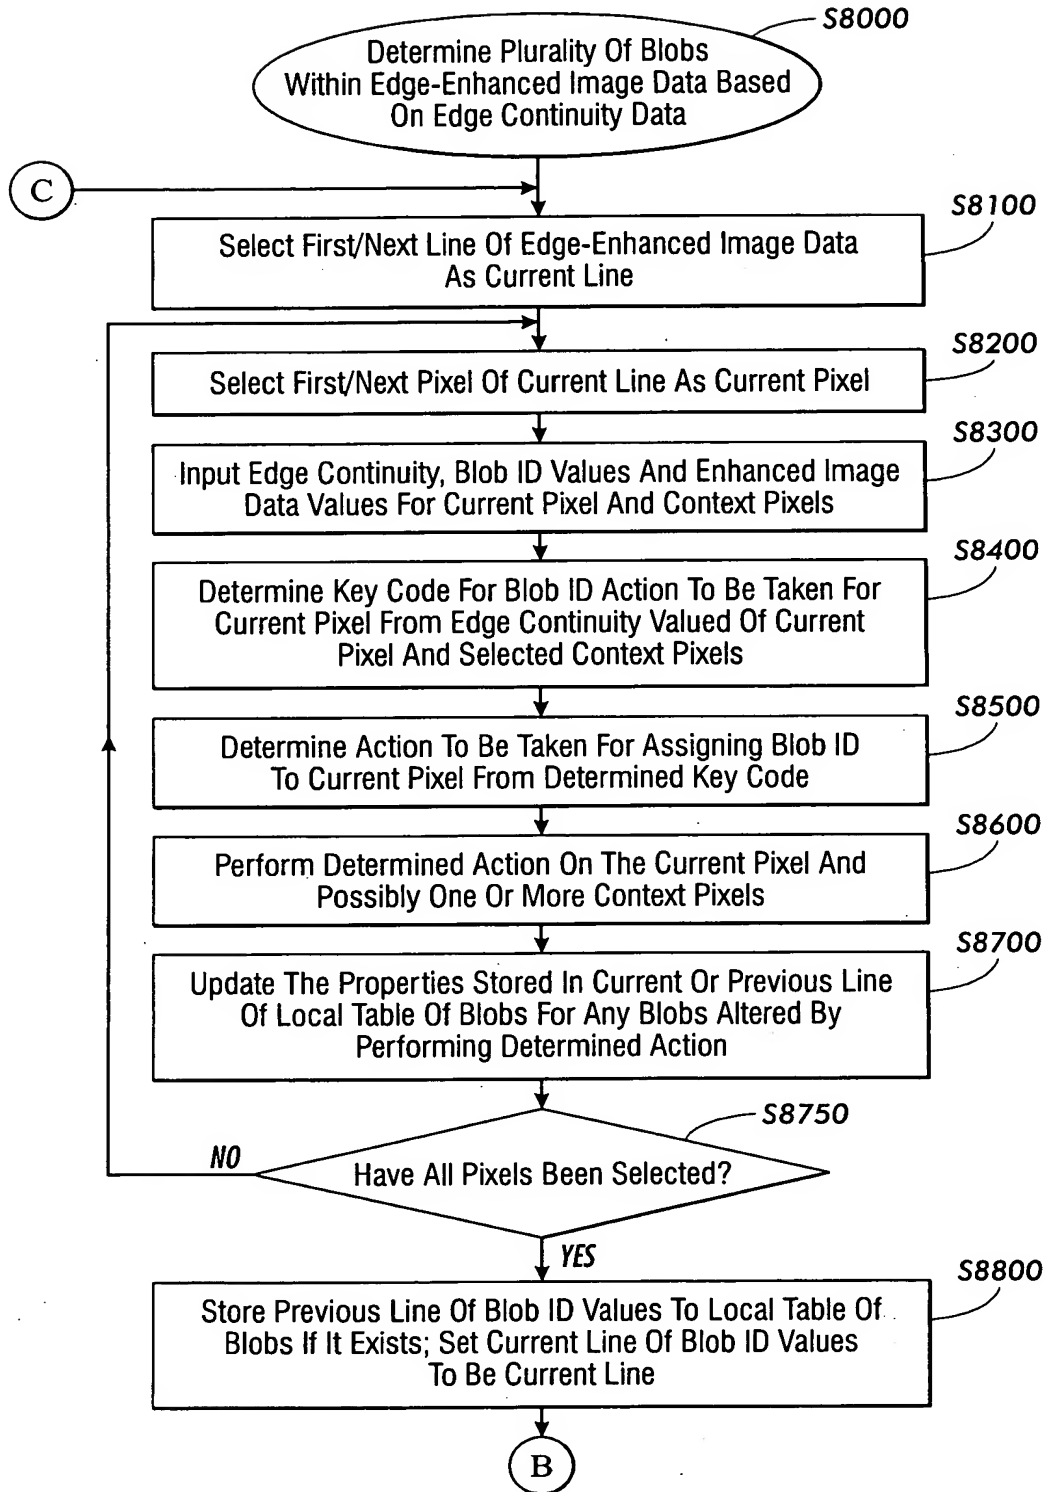 S8000
Determine Plurality Of Blobs
Within Edge-Enhanced Image Data Based
On Edge Continuity Data
C
S8100
Select First/Next Line Of Edge-Enhanced Image Data
As Current Line
S8200
Select First/Next Pixel Of Current Line As Current Pixel
S8300
Input Edge Continuity, Blob ID Values And Enhanced Image
Data Values For Current Pixel And Context Pixels
S8400
Determine Key Code For Blob ID Action To Be Taken For
Current Pixel From Edge Continuity Valued Of Current
Pixel And Selected Context Pixels
S8500
Determine Action To Be Taken For Assigning Blob ID
To Current Pixel From Determined Key Code
S8600
Perform Determined Action On The Current Pixel And
Possibly One Or More Context Pixels
S8700
Update The Properties Stored In Current Or Previous Line
Of Local Table Of Blobs For Any Blobs Altered By
Performing Determined Action
S8750
NO
Have All Pixels Been Selected?
YES
S8800
Store Previous Line Of Blob ID Values To Local Table Of
Blobs If It Exists; Set Current Line Of Blob ID Values
To Be Current Line
B